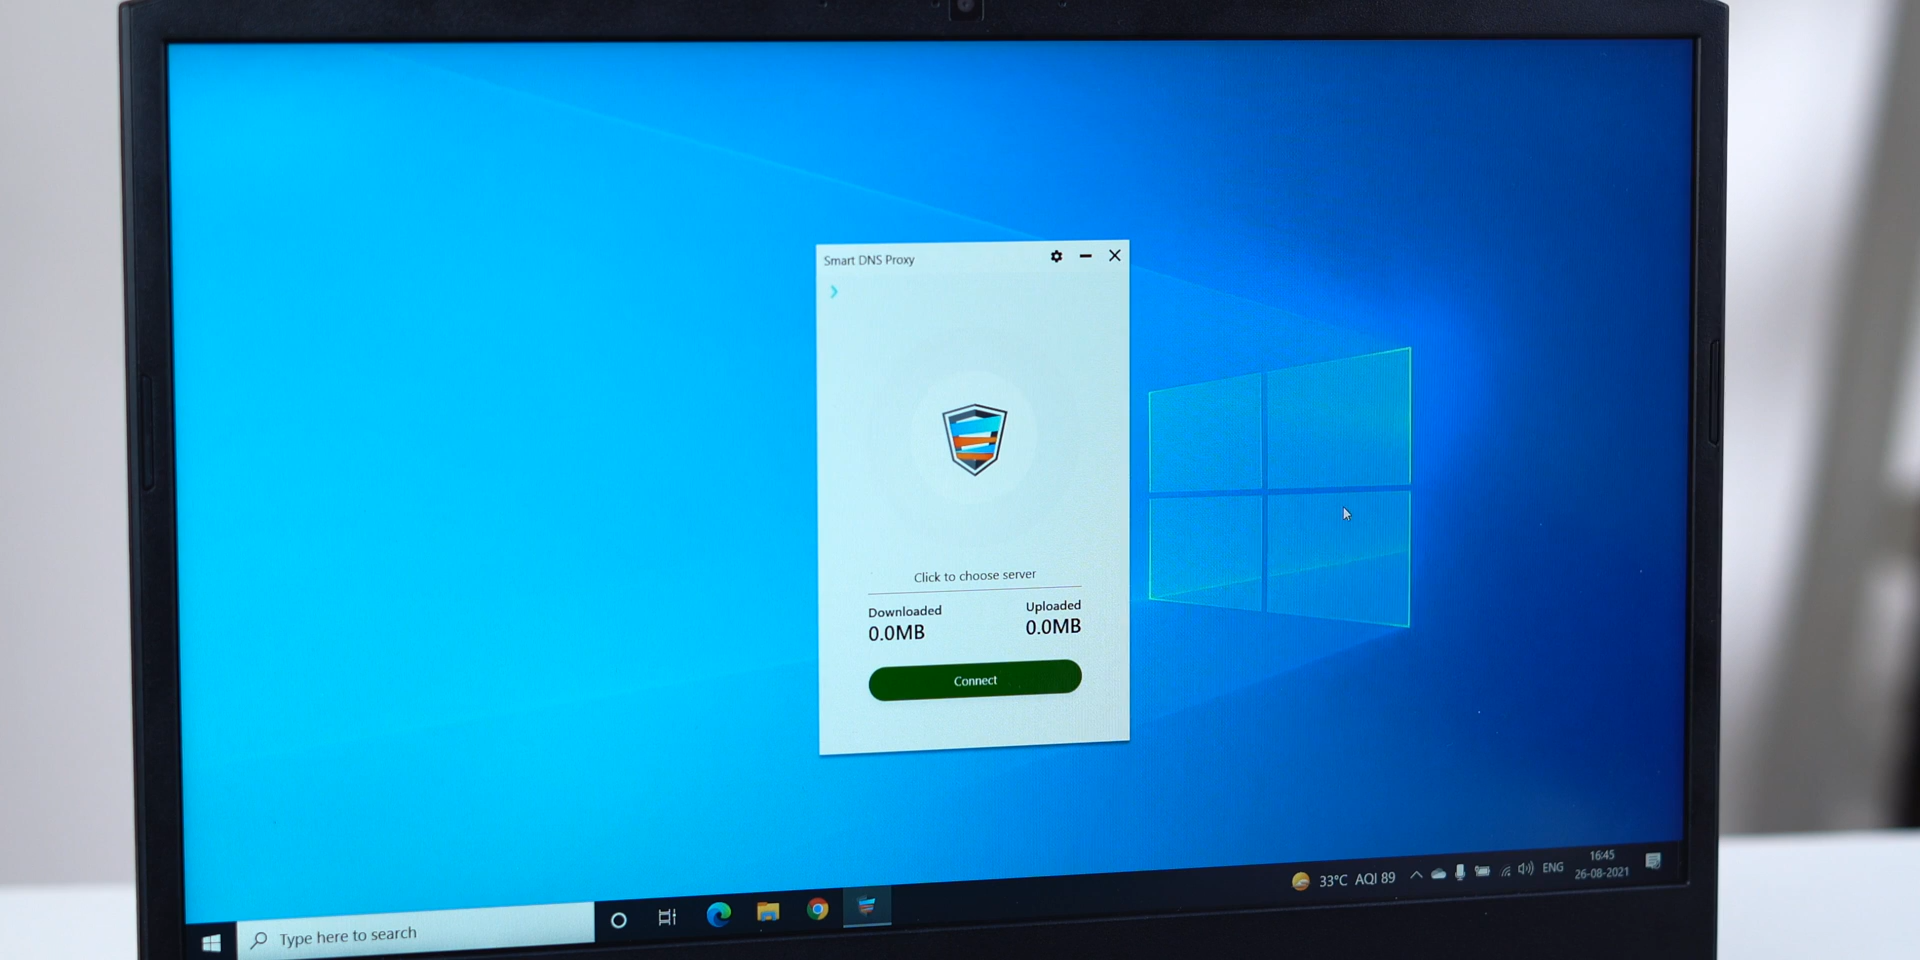 Smart DNS Proxy
Click to choose server
Downloaded Uploaded
0.0MB 0.0MB
Connect
Type here to search
33°C AQI 89
ENG
16:45
26-08-2021